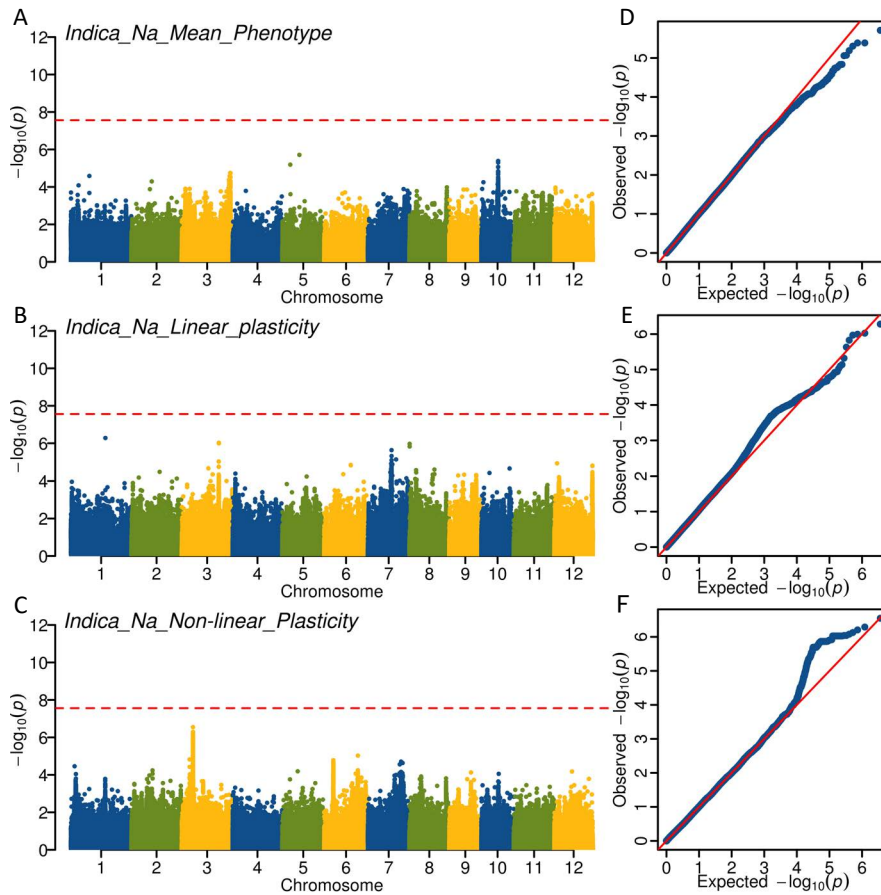 A
Indica_Na_Mean_Phenotype
12
10
8
6
4
2
0
−log10(p)
1 2 3 4 5 6 7 8 9 10 11 12
Chromosome
D
5
4
3
2
1
0
Observed −log10(p)
0 1 2 3 4 5 6
Expected −log10(p)
B
Indica_Na_Linear_plasticity
12
10
8
6
4
2
0
−log10(p)
1 2 3 4 5 6 7 8 9 10 11 12
Chromosome
E
6
5
4
3
2
1
0
Observed −log10(p)
0 1 2 3 4 5 6
Expected −log10(p)
C
Indica_Na_Non-linear_Plasticity
12
10
8
6
4
2
0
−log10(p)
1 2 3 4 5 6 7 8 9 10 11 12
Chromosome
F
6
5
4
3
2
1
0
Observed −log10(p)
0 1 2 3 4 5 6
Expected −log10(p)